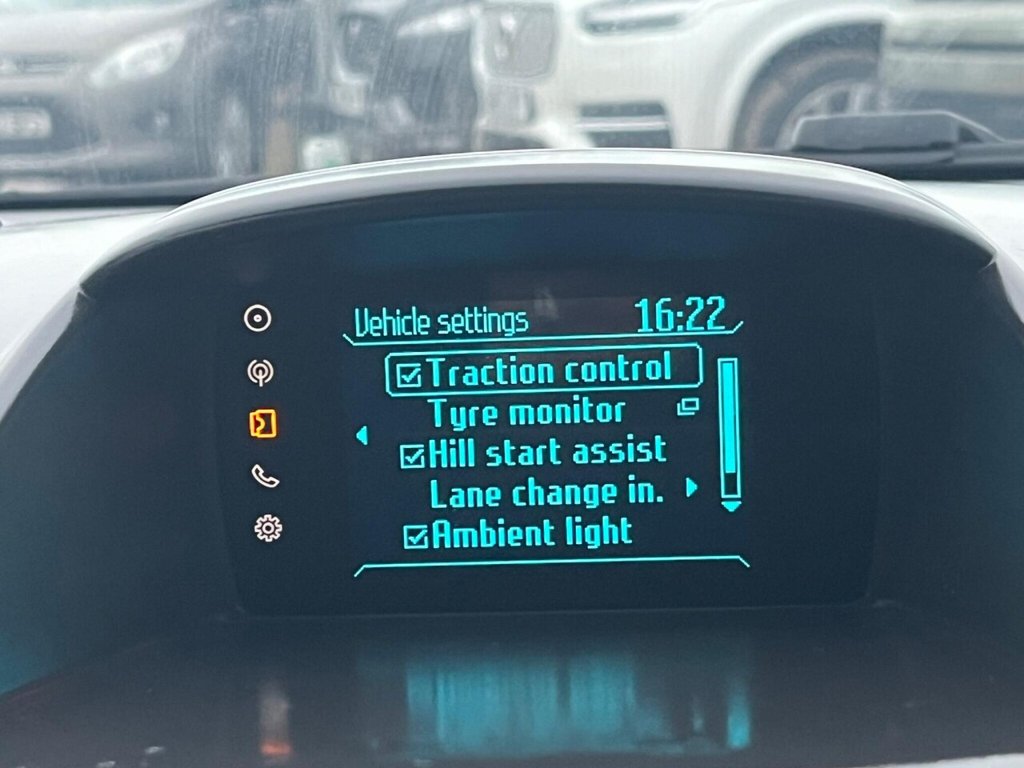 Vehicle settings 16:22
Traction control
Tyre monitor
Hill start assist
Lane change in.
Ambient light